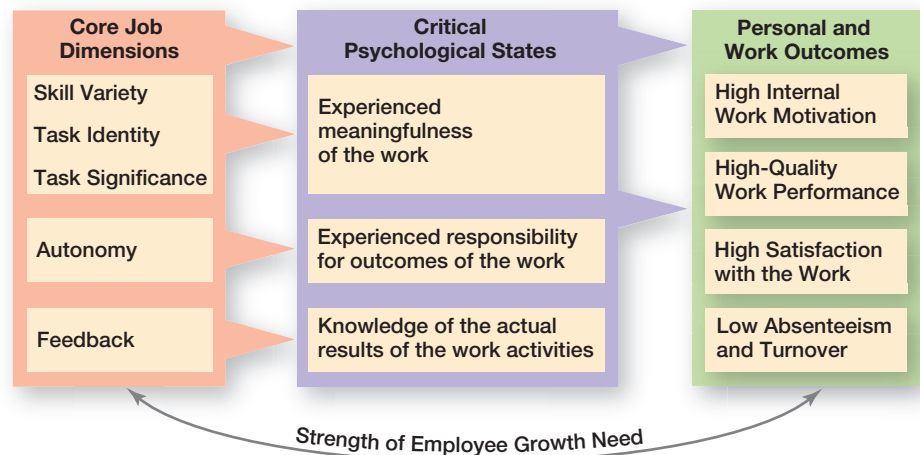 Core Job
Dimensions
Skill Variety
Task Identity
Task Significance
Autonomy
Feedback
Critical
Psychological States
Experienced
meaningfulness
of the work
Experienced responsibility
for outcomes of the work
Knowledge of the actual
results of the work activities
Personal and
Work Outcomes
High Internal
Work Motivation
High-Quality
Work Performance
High Satisfaction
with the Work
Low Absenteeism
and Turnover
Strength of Employee Growth Need